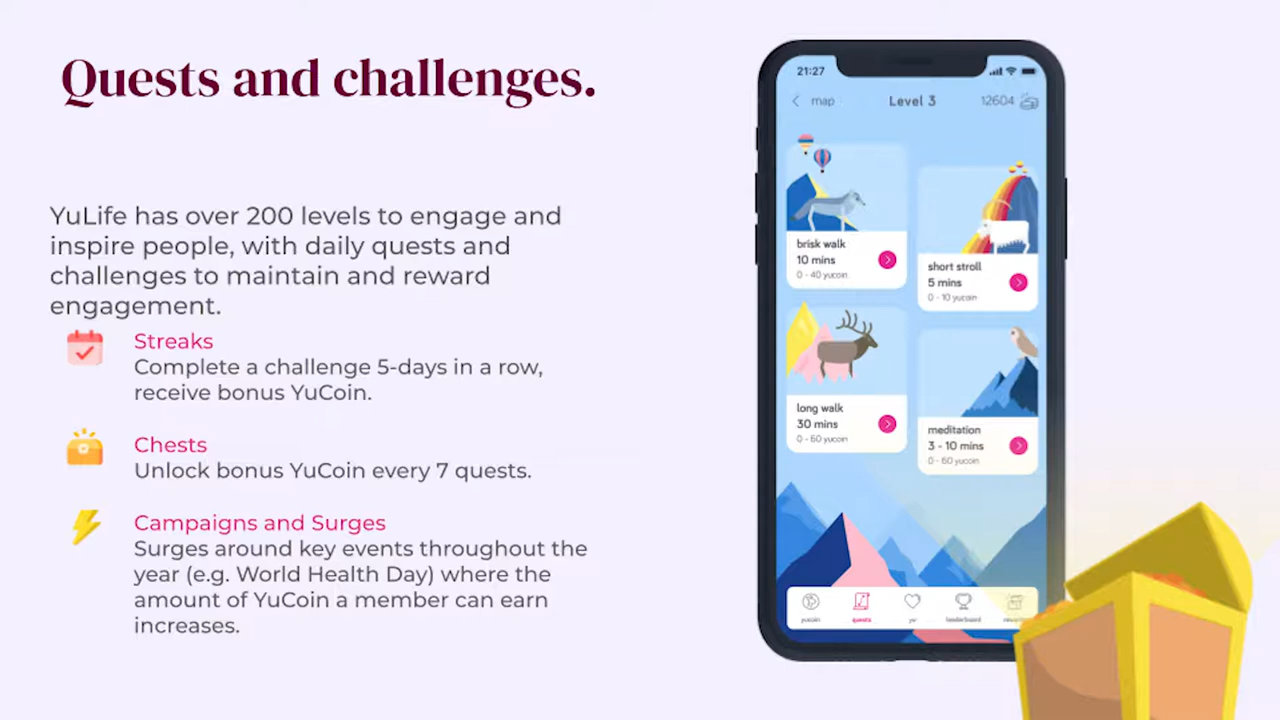 Quests and challenges.
YuLife has over 200 levels to engage and
inspire people, with daily quests and
challenges to maintain and reward
engagement.
Streaks
Complete a challenge 5-days in a row,
receive bonus YuCoin.
Chests
Unlock bonus YuCoin every 7 quests.
Campaigns and Surges
Surges around key events throughout the
year (e.g. World Health Day) where the
amount of YuCoin a member can earn
increases.
21:27
map
Level 3
12604
brisk walk
10 mins
0 - 40 yucoin
short stroll
5 mins
0 - 10 yucoin
long walk
30 mins
0 - 60 yucoin
meditation
3 - 10 mins
0 - 60 yucoin
yucoin
quests
leaderboard